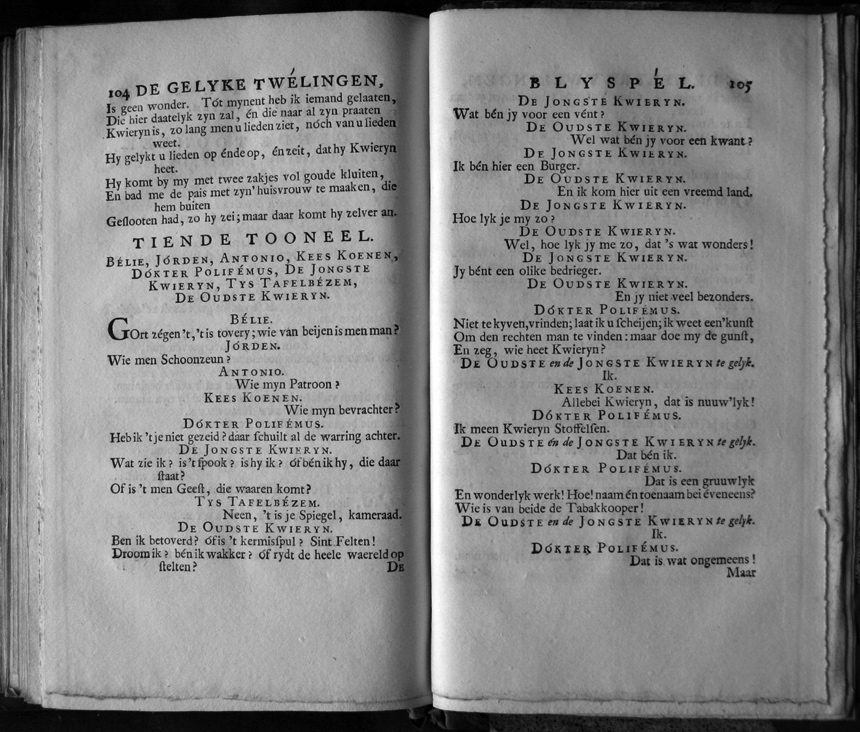 104 DE GELYKE TWÉLINGEN,
Is geen wonder. Tót mynent heb ik iemand gelaaten,
Die hier daatelyk zyn zal, én die naar al zyn praaten
Kwieryn is, zo lang men u lieden ziet, nóch van u lieden
weet.
Hy gelykt u lieden op énde op, én zeit, dat hy Kwieryn
heet.
Hy komt by my met twee zakjes vol goude kluiten,
En bad me de pais met zyn' huisvrouw te maaken, die
hem buiten
Geslooten had, zo hy zei; maar daar komt hy zelver an.
TIENDE TOONEEL.
BÉLIE, JÓRDEN, ANTONIO, KEES KOENEN,
DÓKTER POLIFÉMUS, DE JONGSTE
KWIERYN, TYS TAFELBÉZEM,
DE OUDSTE KWIERYN.
BÉLIE.
GOrt zégen 't, 't is tovery; wie van beijen is men man?
JÓRDEN.
Wie men Schoonzeun?
ANTONIO.
Wie myn Patroon?
KEES KOENEN.
Wie myn bevrachter?
DÓKTER POLIFÉMUS.
Heb ik 't je niet gezeid? daar schuilt al de warring achter.
DE JONGSTE KWIERYN.
Wat zie ik? is 't spook? is hy ik? óf bén ik hy, die daar
staat?
Of is 't men Geest, die waaren komt?
TYS TAFELBÉZEM.
Neen, 't is je Spiegel, kameraad.
DE OUDSTE KWIERYN.
Ben ik betoverd? óf is 't kermisspul? Sint Felten!
Droom ik? bén ik wakker? óf rydt de heele waereld op
stelten?
DE
BLYSPÉL. 105
DE JONGSTE KWIERYN.
Wat bén jy voor een vént?
DE OUDSTE KWIERYN.
Wel wat bén jy voor een kwant?
DE JONGSTE KWIERYN.
Ik bén hier een Burger.
DE OUDSTE KWIERYN.
En ik kom hier uit een vreemd land.
DE JONGSTE KWIERYN.
Hoe lyk je my zo?
DE OUDSTE KWIERYN.
Wel, hoe lyk jy me zo, dat 's wat wonders!
DE JONGSTE KWIERYN.
Jy bént een olike bedrieger.
DE OUDSTE KWIERYN.
En jy niet veel bezonders.
DÓKTER POLIFÉMUS.
Niet te kyven, vrinden; laat ik u scheijen; ik weet een' kunst
Om den rechten man te vinden: maar doe my de gunst,
En zeg, wie heet Kwieryn?
DE OUDSTE en de JONGSTE KWIERYN te gelyk.
Ik.
KEES KOENEN.
Allebei Kwieryn, dat is nuuw'lyk!
DÓKTER POLIFÉMUS.
Ik meen Kwieryn Stoffelsen.
DE OUDSTE én de JONGSTE KWIERYN te gelyk.
Dat bén ik.
DÓKTER POLIFÉMUS.
Dat is een gruuwlyk
En wonderlyk werk! Hoe! naam én toenaam bei éveneens?
Wie is van beide de Tabakkooper!
DE OUDSTE en de JONGSTE KWIERYN te gelyk.
Ik.
DÓKTER POLIFÉMUS.
Dat is wat ongemeens!
Maar